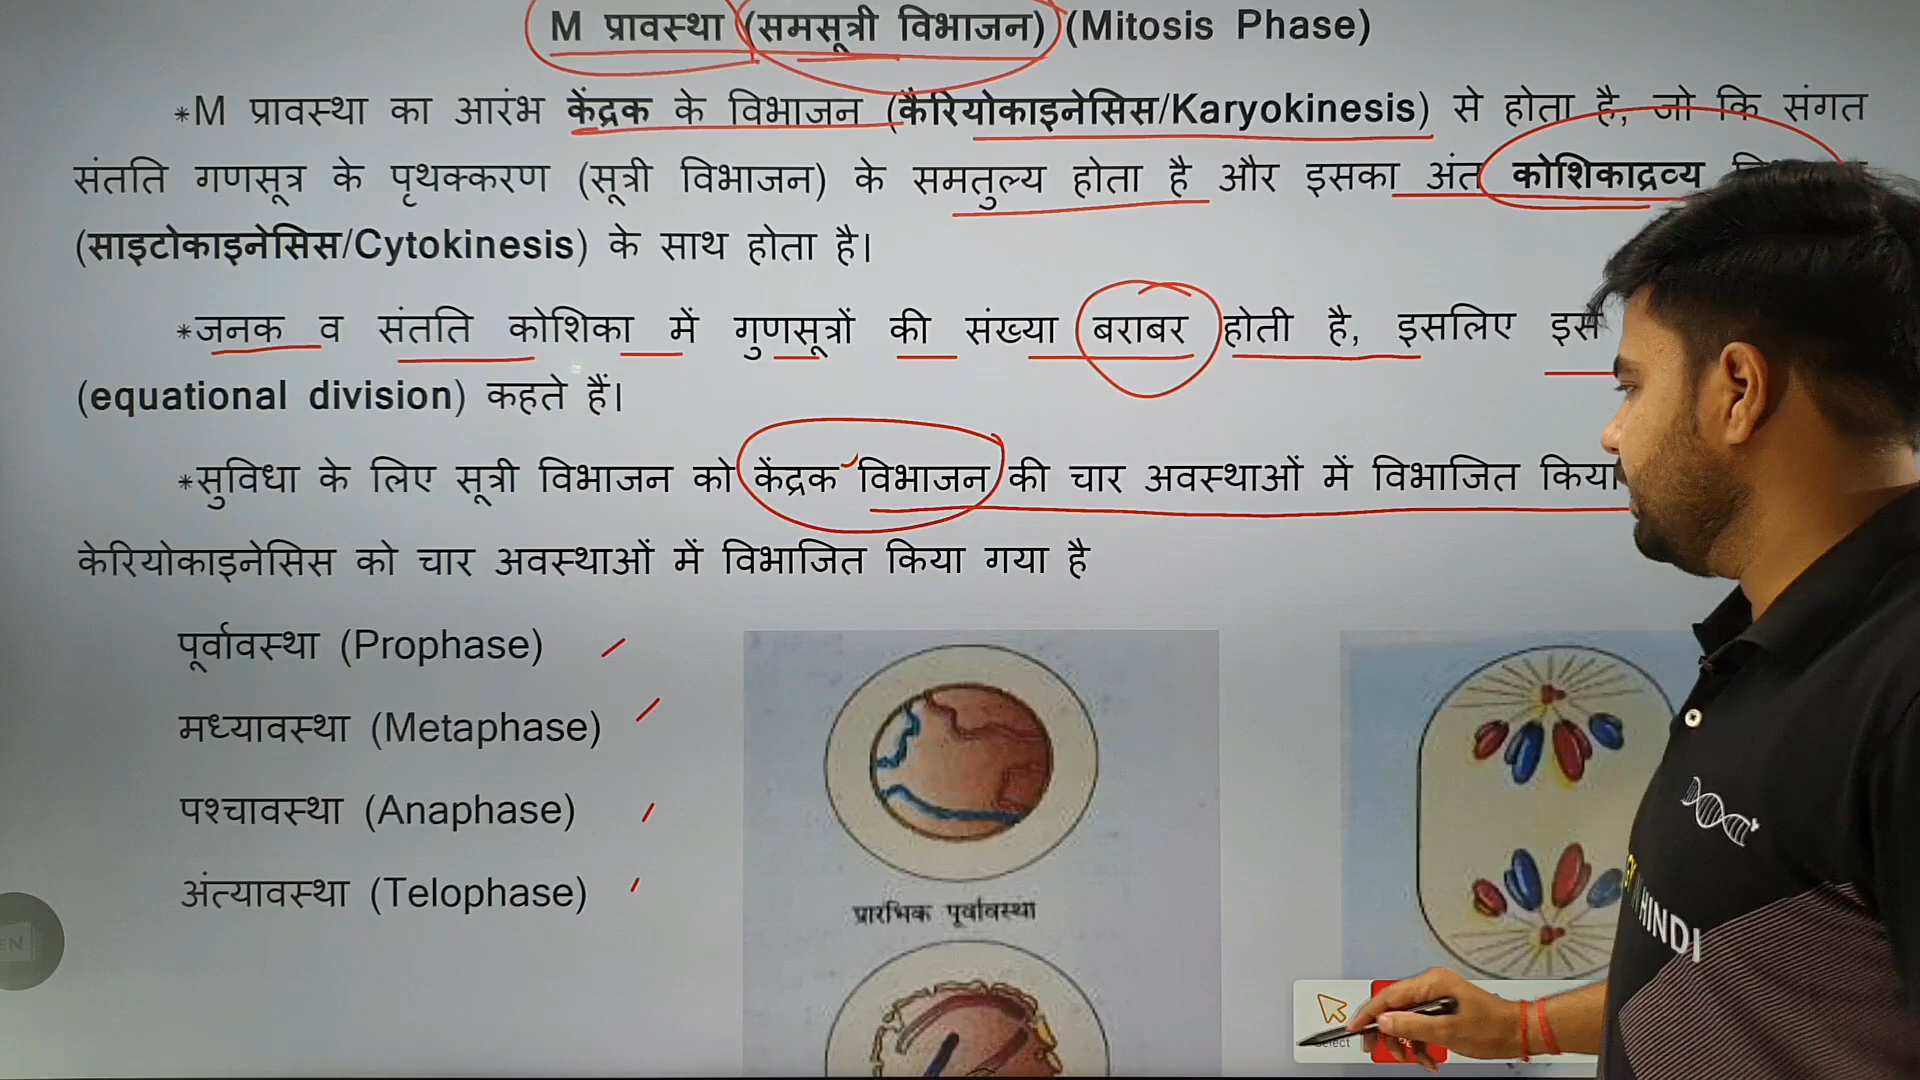 M प्रावस्था (समसूत्री विभाजन) (Mitosis Phase)
*M प्रावस्था का आरंभ केंद्रक के विभाजन (कैरियोकाइनेसिस/Karyokinesis) से होता है, जो कि संगत
संतति गणसूत्र के पृथक्करण (सूत्री विभाजन) के समतुल्य होता है और इसका अंत कोशिकाद्रव्य
(साइटोकाइनेसिस/Cytokinesis) के साथ होता है।
*जनक व संतति कोशिका में गुणसूत्रों की संख्या बराबर होती है, इसलिए इसे
(equational division) कहते हैं।
*सुविधा के लिए सूत्री विभाजन को केंद्रक विभाजन की चार अवस्थाओं में विभाजित किया
केरियोकाइनेसिस को चार अवस्थाओं में विभाजित किया गया है
पूर्वावस्था (Prophase)
मध्यावस्था (Metaphase)
पश्चावस्था (Anaphase)
अंत्यावस्था (Telophase)
प्रारंभिक पूर्वावस्था
EN
HINDI